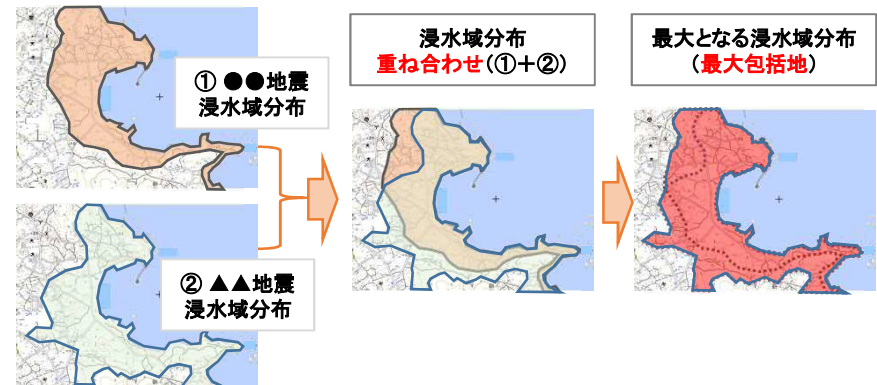 ① ●●地震
浸水域分布
② ▲▲地震
浸水域分布
浸水域分布
重ね合わせ(①+②)
最大となる浸水域分布
(最大包括地)